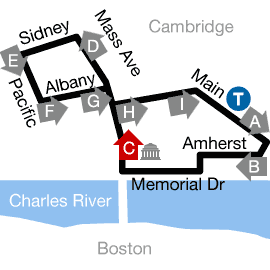 Sidney
Cambridge
D
Mass Ave
E
Main
Albany
Pacific
T
F
G
H
I
A
C
Amherst
B
Memorial Dr
Charles River
Boston